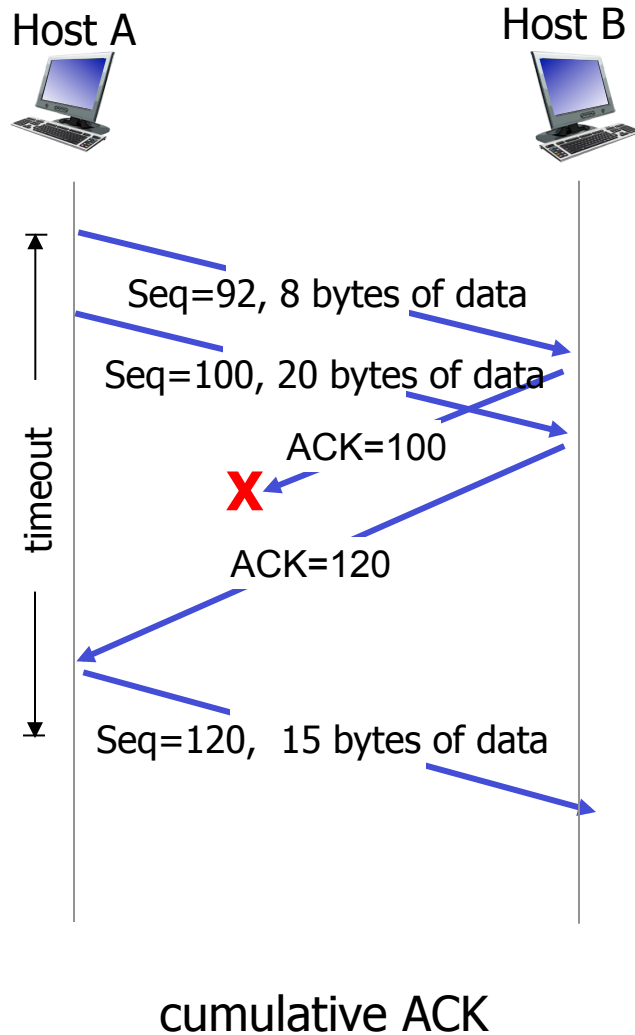 Host A
Host B
Seq=92, 8 bytes of data
Seq=100, 20 bytes of data
ACK=100
X
timeout
ACK=120
Seq=120, 15 bytes of data
cumulative ACK